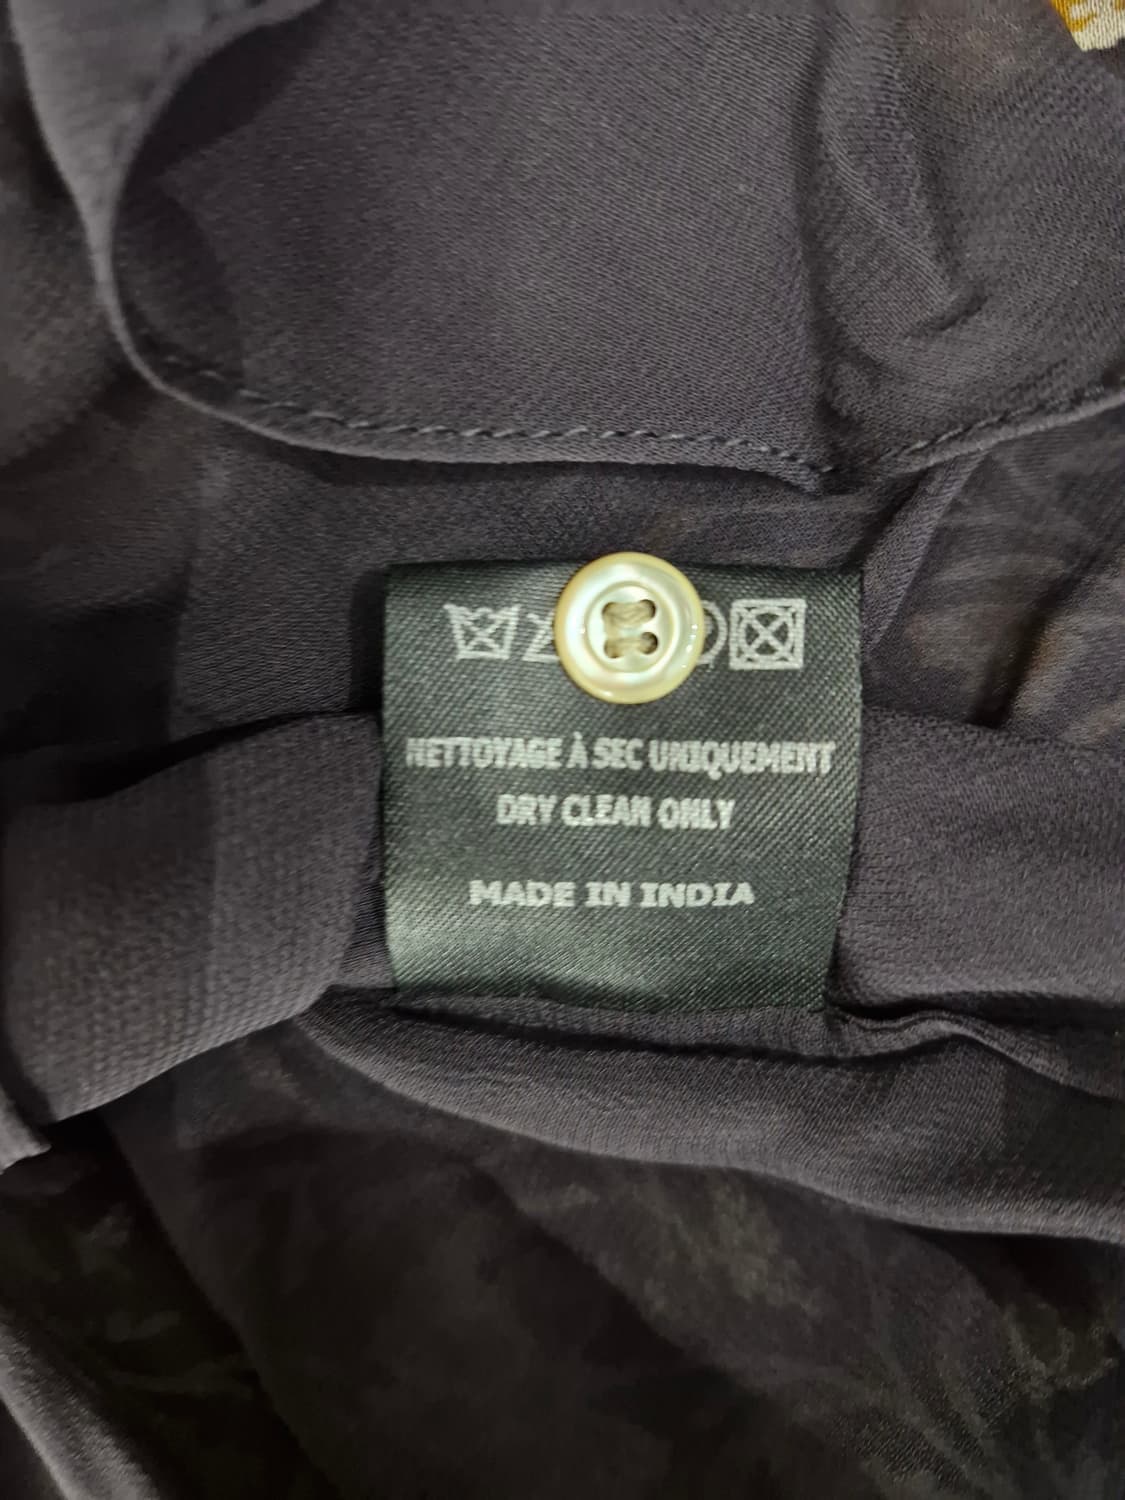 NETTOYAGE À SEC UNIQUEMENT
DRY CLEAN ONLY
MADE IN INDIA